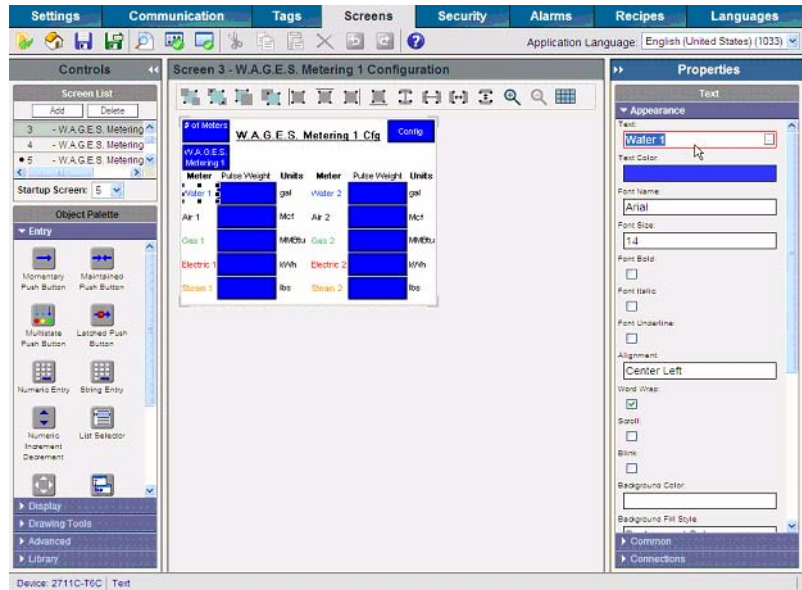 Settings Communication Tags Screens Security Alarms Recipes Languages
Application Language: English (United States) (1033)
Controls
Screen 3 - W.A.G.E.S. Metering 1 Configuration
Properties
Screen List
Add Delete
3 - W.A.G.E.S. Metering
4 - W.A.G.E.S. Metering
5 - W.A.G.E.S. Metering
Startup Screen: 5
Object Palette
Entry
Momentary Push Button
Maintained Push Button
Multistate Push Button
Latched Push Button
Numeric Entry
String Entry
Numeric Increment Decrement
List Selector
Display
Drawing Tools
Advanced
Library
# of Meters
W.A.G.E.S. Metering 1 Cfg
Config
W.A.G.E.S. Metering 1
Meter Pulse Weight Units Meter Pulse Weight Units
Water 1 gal Water 2 gal
Air 1 Mcf Air 2 Mcf
Gas 1 MMBtu Gas 2 MMBtu
Electric 1 kWh Electric 2 kWh
Steam 1 lbs Steam 2 lbs
Text
Appearance
Text:
Water 1
Text Color:
Font Name:
Arial
Font Size:
14
Font Bold:
Font Italic:
Font Underline:
Alignment:
Center Left
Word Wrap:
Scroll:
Blink:
Background Color:
Background Fill Style:
Common
Connections
Device: 2711C-T6C Text